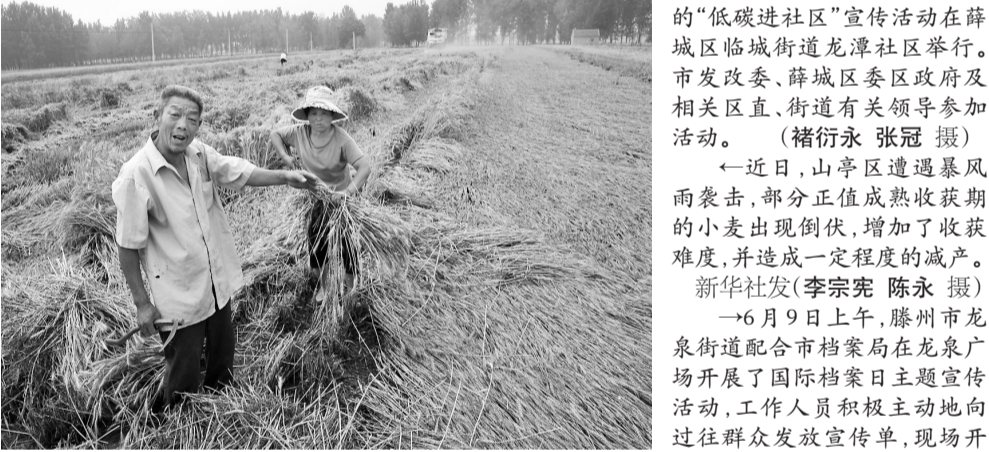 的“低碳进社区”宣传活动在薛
城区临城街道龙潭社区举行。
市发改委、薛城区委区政府及
相关区直、街道有关领导参加
活动。 （褚衍永 张冠 摄）
←近日，山亭区遭遇暴风
雨袭击，部分正值成熟收获期
的小麦出现倒伏，增加了收获
难度，并造成一定程度的减产。
新华社发（李宗宪 陈永 摄）
→6月9日上午，滕州市龙
泉街道配合市档案局在龙泉广
场开展了国际档案日主题宣传
活动，工作人员积极主动地向
过往群众发放宣传单，现场开